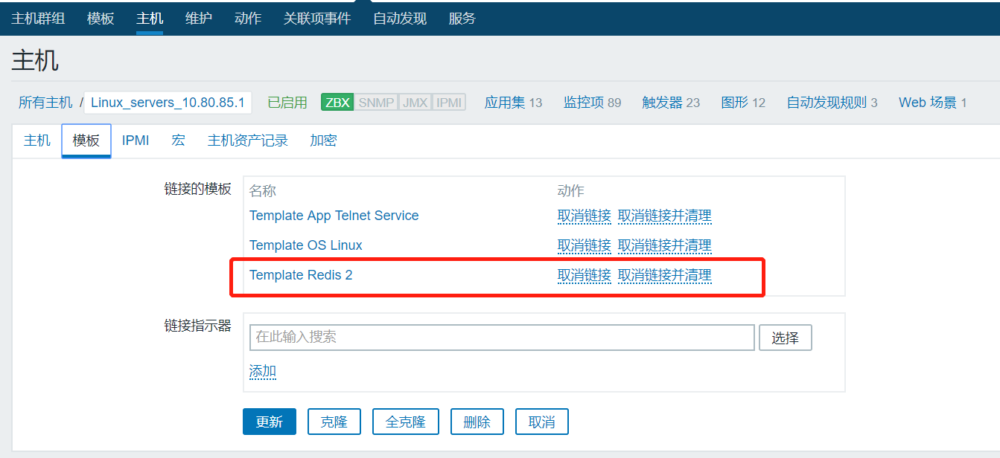 主机群组 模板 主机 维护 动作 关联项事件 自动发现 服务
主机
所有主机 / Linux_servers_10.80.85.1 已启用 ZBX SNMP JMX IPMI 应用集 13 监控项 89 触发器 23 图形 12 自动发现规则 3 Web 场景 1
主机 模板 IPMI 宏 主机资产记录 加密
链接的模板 名称 动作
Template App Telnet Service 取消链接 取消链接并清理
Template OS Linux 取消链接 取消链接并清理
Template Redis 2 取消链接 取消链接并清理
链接指示器 在此输入搜索 选择
添加
更新 克隆 全克隆 删除 取消